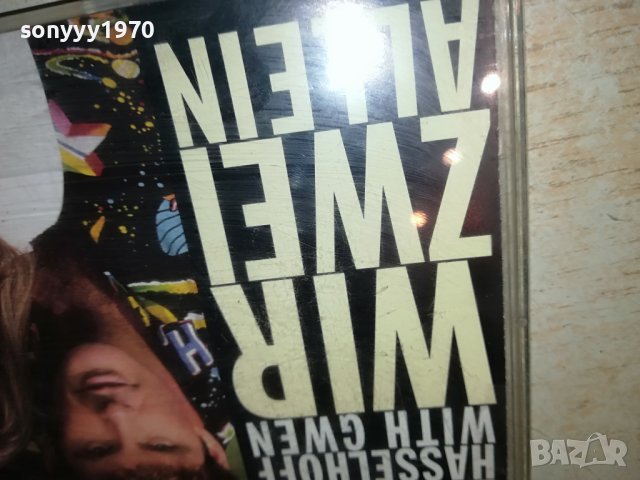 sonyyy1970
HASSELHOFF
WITH GWEN
WIR
ZWEI
ALLEIN
H
BAZAR